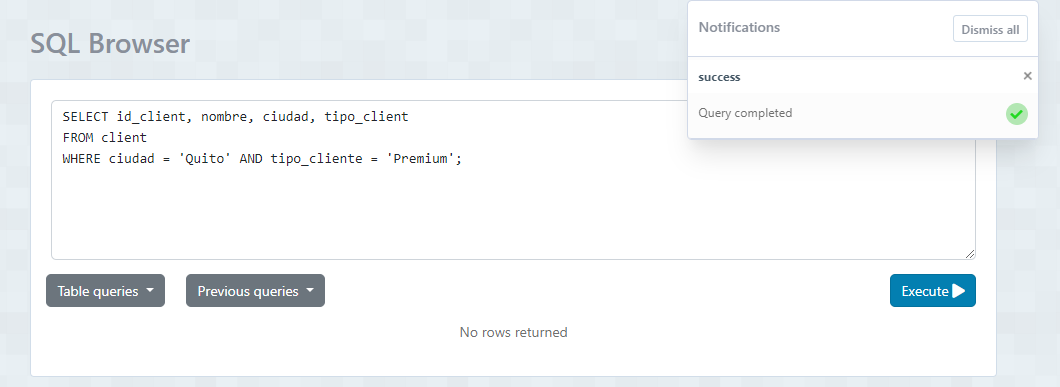 SQL Browser
Notifications
Dismiss all
success
×
Query completed
SELECT id_client, nombre, ciudad, tipo_client
FROM client
WHERE ciudad = 'Quito' AND tipo_cliente = 'Premium';
Table queries
Previous queries
Execute
No rows returned